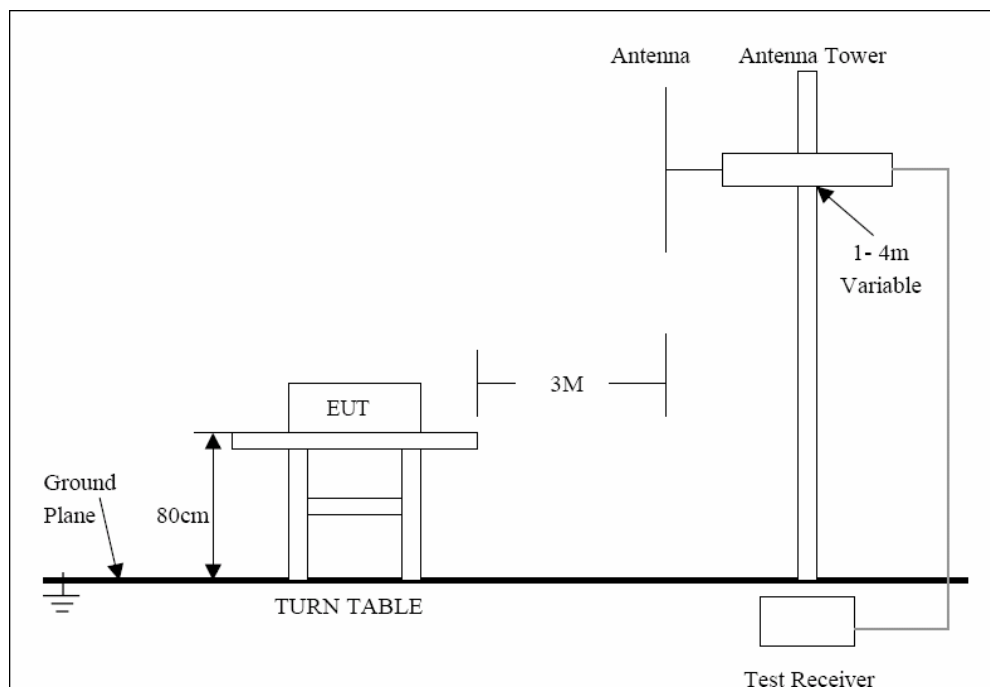 Antenna
Antenna Tower
1- 4m
Variable
3M
EUT
Ground
Plane
80cm
TURN TABLE
Test Receiver